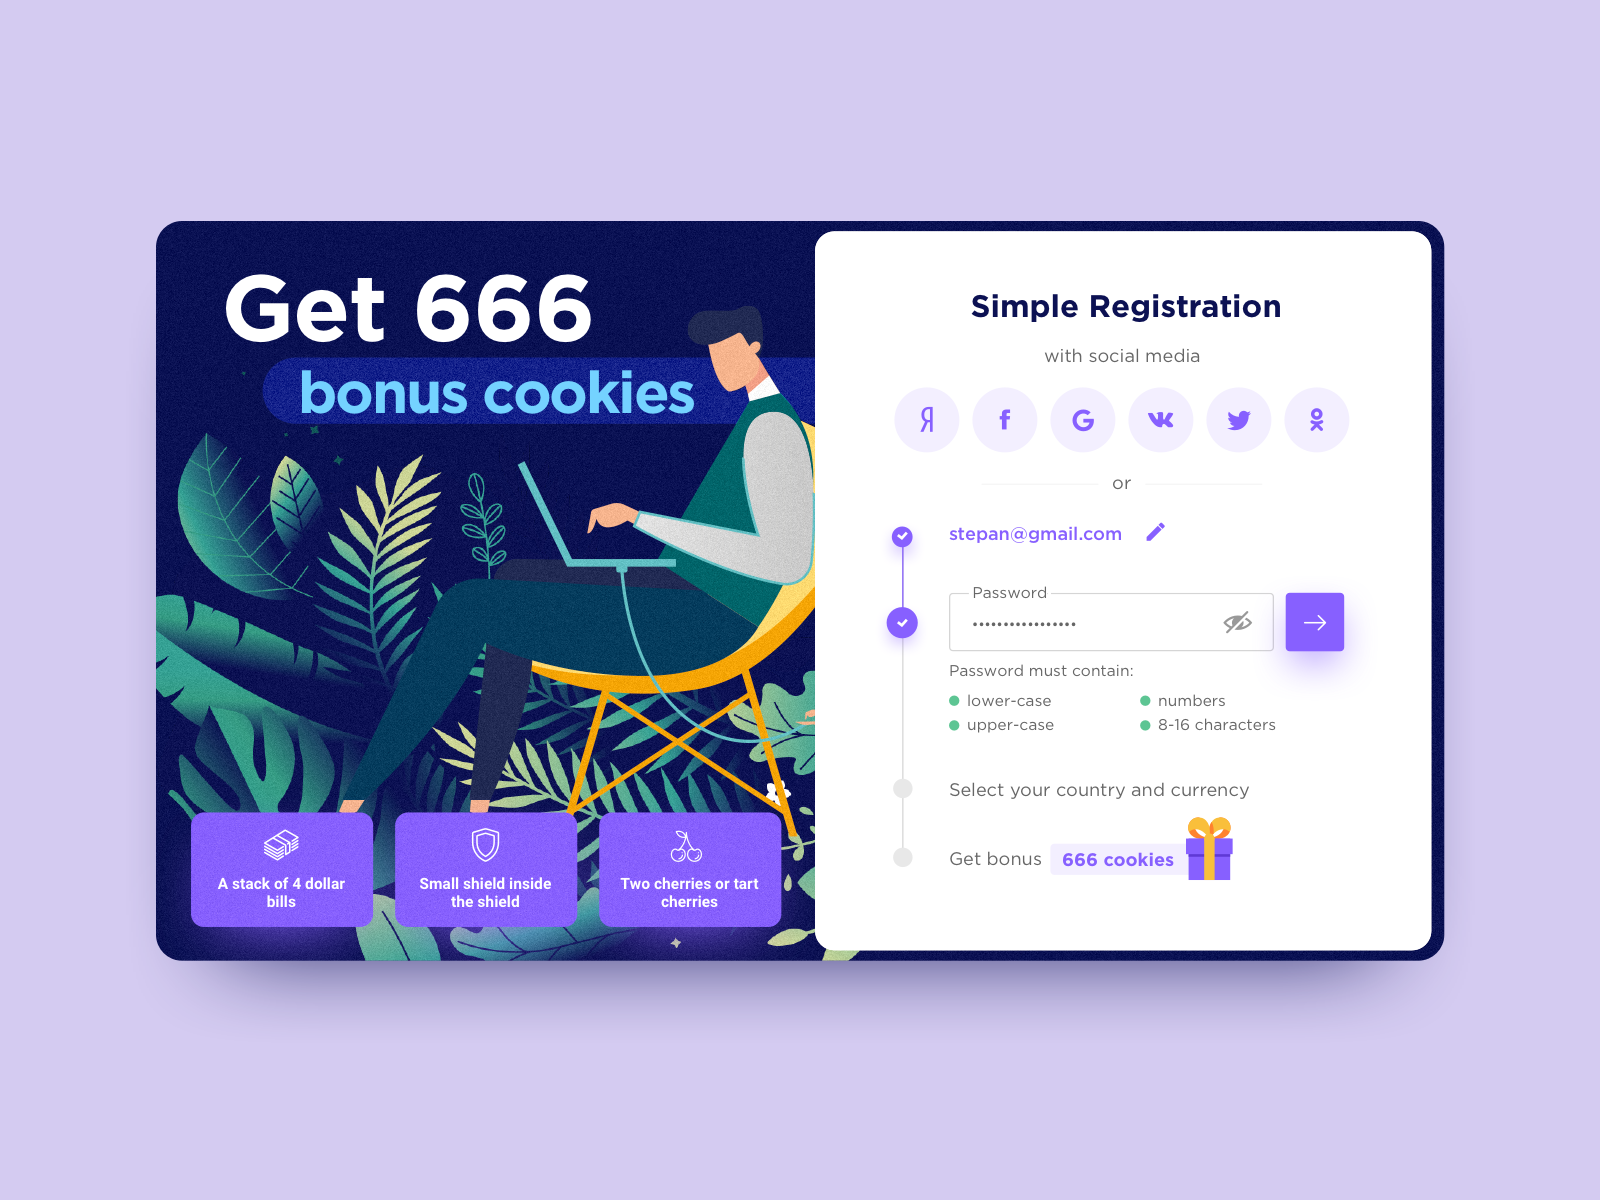 Get 666
bonus cookies
A stack of 4 dollar
bills
Small shield inside
the shield
Two cherries or tart
cherries
Simple Registration
with social media
Я f G
or
stepan@gmail.com
Password
••••••••••••••••
Password must contain:
lower-case
numbers
upper-case
8-16 characters
Select your country and currency
Get bonus 666 cookies